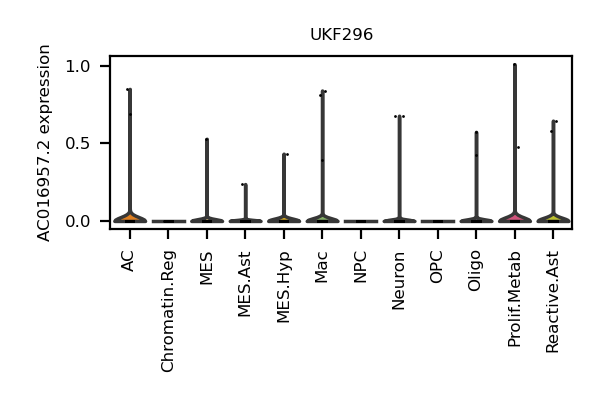 UKF296
AC016957.2 expression
1.0
0.5
0.0
AC
Chromatin.Reg
MES
MES.Ast
MES.Hyp
Mac
NPC
Neuron
OPC
Oligo
Prolif.Metab
Reactive.Ast